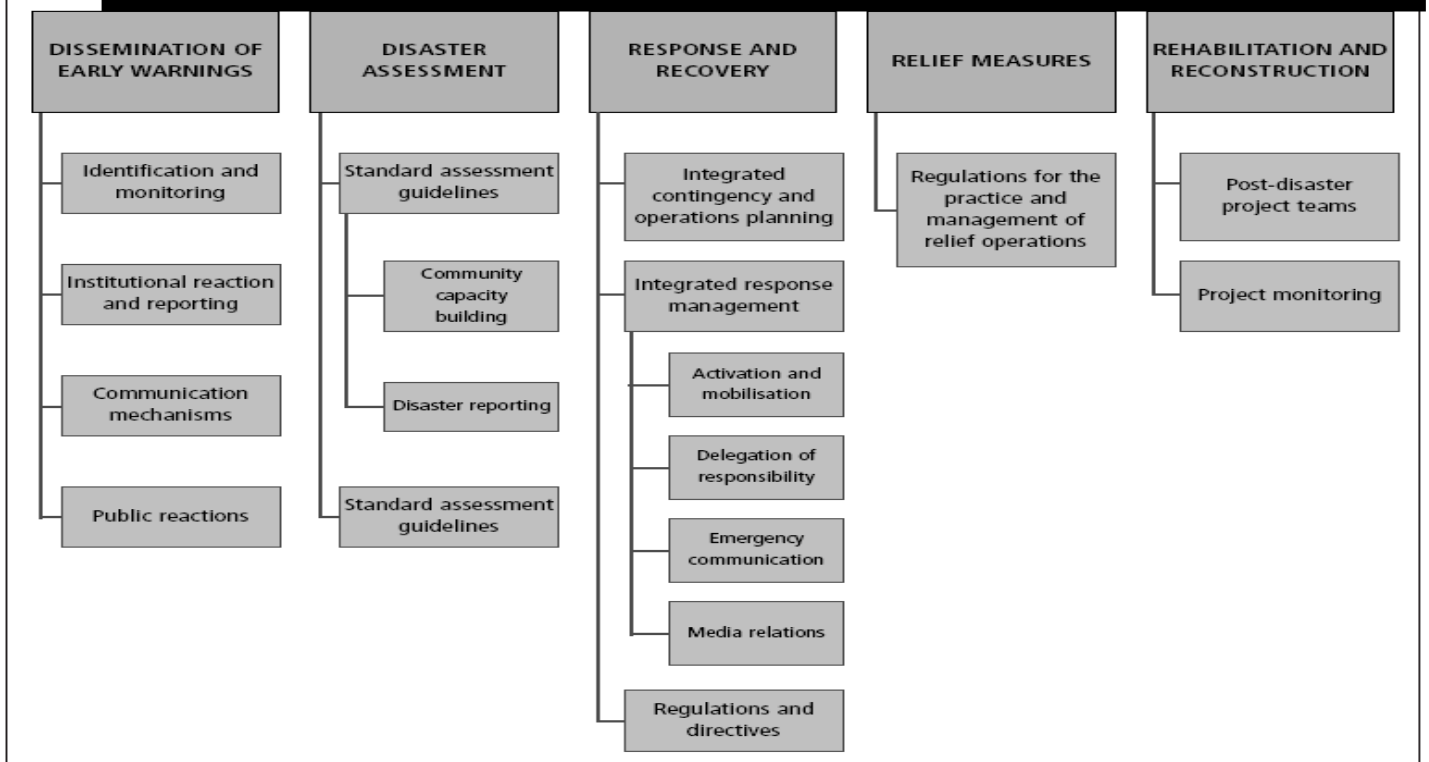 DISSEMINATION OF
EARLY WARNINGS
Identification and
monitoring
Institutional reaction
and reporting
Communication
mechanisms
Public reactions
DISASTER
ASSESSMENT
Standard assessment
guidelines
Community
capacity
building
Disaster reporting
Standard assessment
guidelines
RESPONSE AND
RECOVERY
Integrated
contingency and
operations planning
Integrated response
management
Activation and
mobilisation
Delegation of
responsibility
Emergency
communication
Media relations
Regulations and
directives
RELIEF MEASURES
Regulations for the
practice and
management of
relief operations
REHABILITATION AND
RECONSTRUCTION
Post-disaster
project teams
Project monitoring